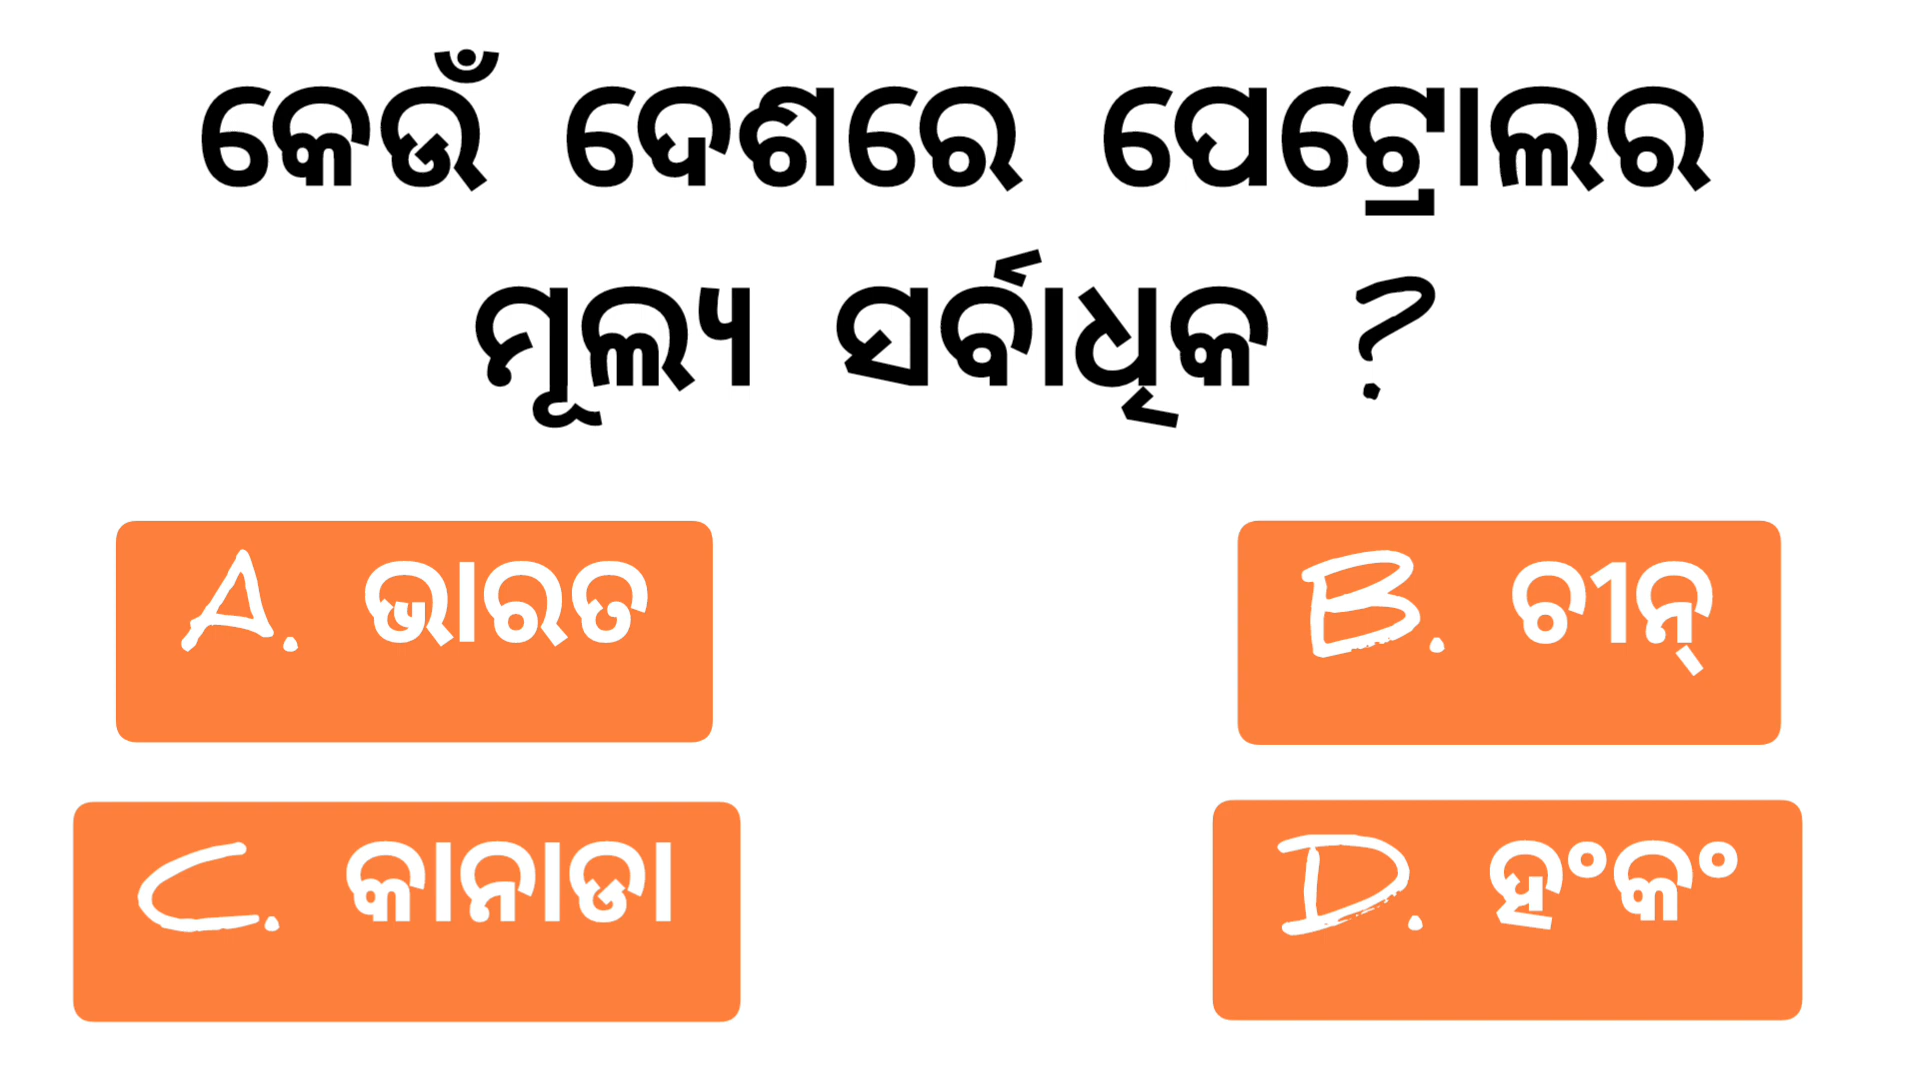 କେଉଁ ଦେଶରେ ପେଟ୍ରୋଲର
ମୂଲ୍ୟ ସର୍ବାଧିକ ?
A. ଭାରତ
B. ଚୀନ୍
C. କାନାଡା
D. ହଂକଂ